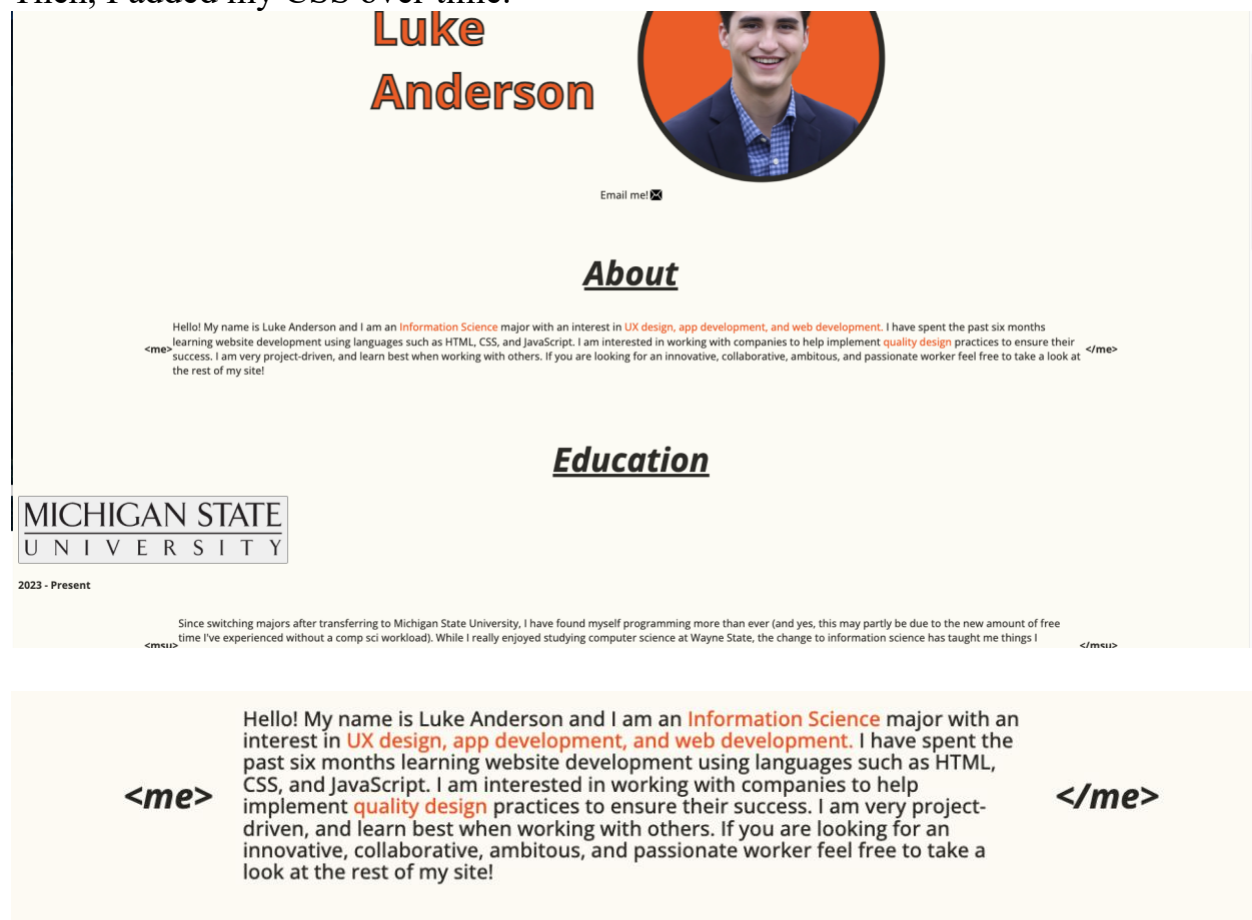 Then, I added my CSS over time:
Luke
Anderson
Email me!
About
Hello! My name is Luke Anderson and I am an Information Science major with an interest in UX design, app development, and web development. I have spent the past six months
<me>
learning website development using languages such as HTML, CSS, and JavaScript. I am interested in working with companies to help implement quality design practices to ensure their
success. I am very project-driven, and learn best when working with others. If you are looking for an innovative, collaborative, ambitous, and passionate worker feel free to take a look at
</me>
the rest of my site!
Education
MICHIGAN STATE
UNIVERSITY
2023 - Present
Since switching majors after transferring to Michigan State University, I have found myself programming more than ever (and yes, this may partly be due to the new amount of free
time I've experienced without a comp sci workload). While I really enjoyed studying computer science at Wayne State, the change to information science has taught me things I
<msu>
</msu>
Hello! My name is Luke Anderson and I am an Information Science major with an
interest in UX design, app development, and web development. I have spent the
past six months learning website development using languages such as HTML,
CSS, and JavaScript. I am interested in working with companies to help
<me>
implement quality design practices to ensure their success. I am very project-
</me>
driven, and learn best when working with others. If you are looking for an
innovative, collaborative, ambitous, and passionate worker feel free to take a
look at the rest of my site!